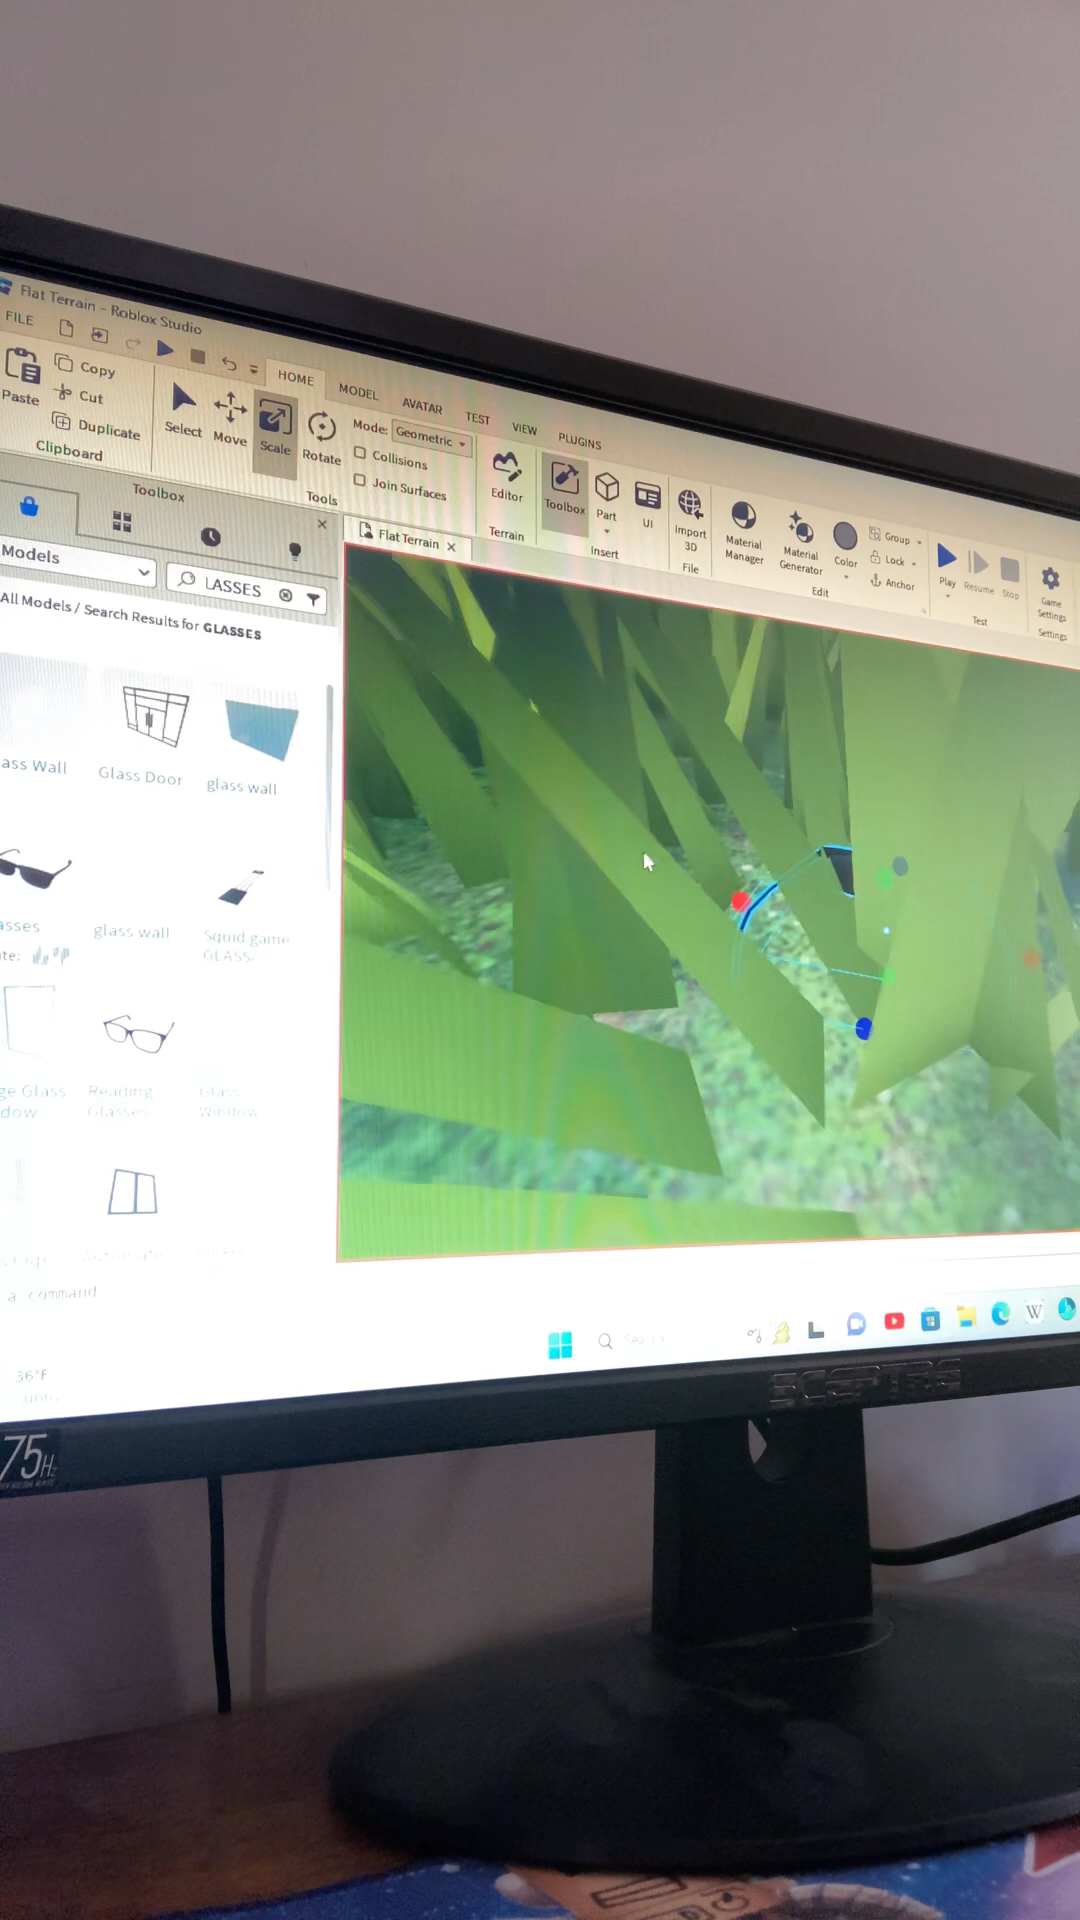 Flat Terrain - Roblox Studio
FILE
HOME
MODEL
AVATAR
TEST
VIEW
PLUGINS
Paste
Copy
Cut
Duplicate
Clipboard
Select
Move
Scale
Rotate
Tools
Mode: Geometric
Collisions
Join Surfaces
Editor
Terrain
Toolbox
Part
UI
Insert
Import
3D
File
Material
Manager
Material
Generator
Color
Group
Lock
Anchor
Edit
Play
Resume
Stop
Test
Game
Settings
Settings
Toolbox
Flat Terrain
Models
LASSES
All Models / Search Results for GLASSES
ass Wall
Glass Door
glass wall
asses
te:
glass wall
Squid game
GLASS
ge Glass
dow
Reading
Glasses
Glass
Window
a command
36°F
Search
W
SCEPTRE
75Hz